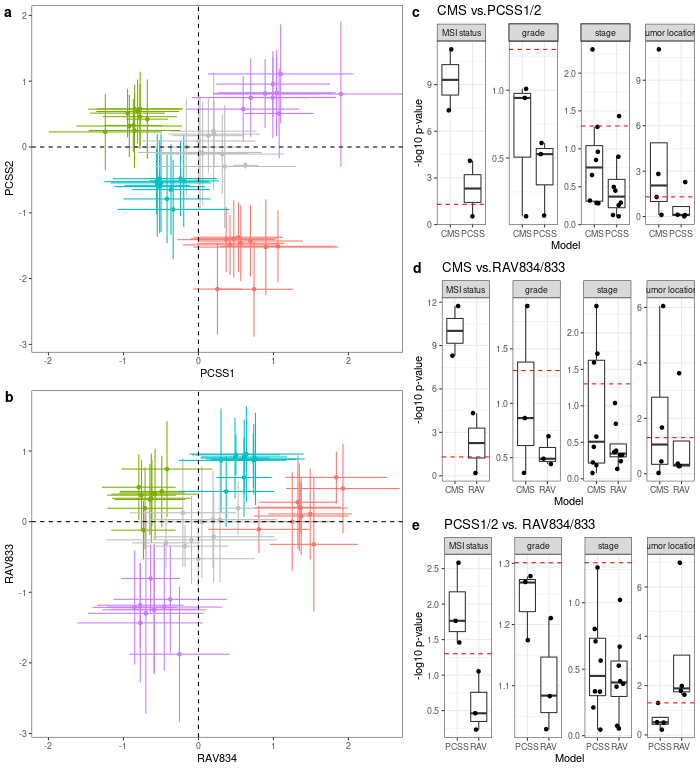 a
2
1
0
-1
-2
-3
PCSS2
-2
-1
0
1
2
PCSS1
b
1
0
-1
-2
-3
RAV833
-2
-1
0
1
2
RAV834
c
CMS vs.PCSS1/2
MSI status
grade
stage
umor location
9
6
3
0
1.0
0.5
2.0
1.5
1.0
0.5
0.0
9
6
3
0
-log10 p-value
CMS PCSS
CMS PCSS
CMS PCSS
CMS PCSS
Model
d
CMS vs.RAV834/833
MSI status
grade
stage
umor location
12
9
6
3
0
1.5
1.0
0.5
2.0
1.5
1.0
0.5
0.0
6
4
2
0
-log10 p-value
CMS RAV
CMS RAV
CMS RAV
CMS RAV
Model
e
PCSS1/2 vs. RAV834/833
MSI status
grade
stage
umor location
2.5
2.0
1.5
1.0
0.5
1.3
1.2
1.1
1.0
0.5
0.0
6
4
2
0
-log10 p-value
PCSS RAV
PCSS RAV
PCSS RAV
PCSS RAV
Model